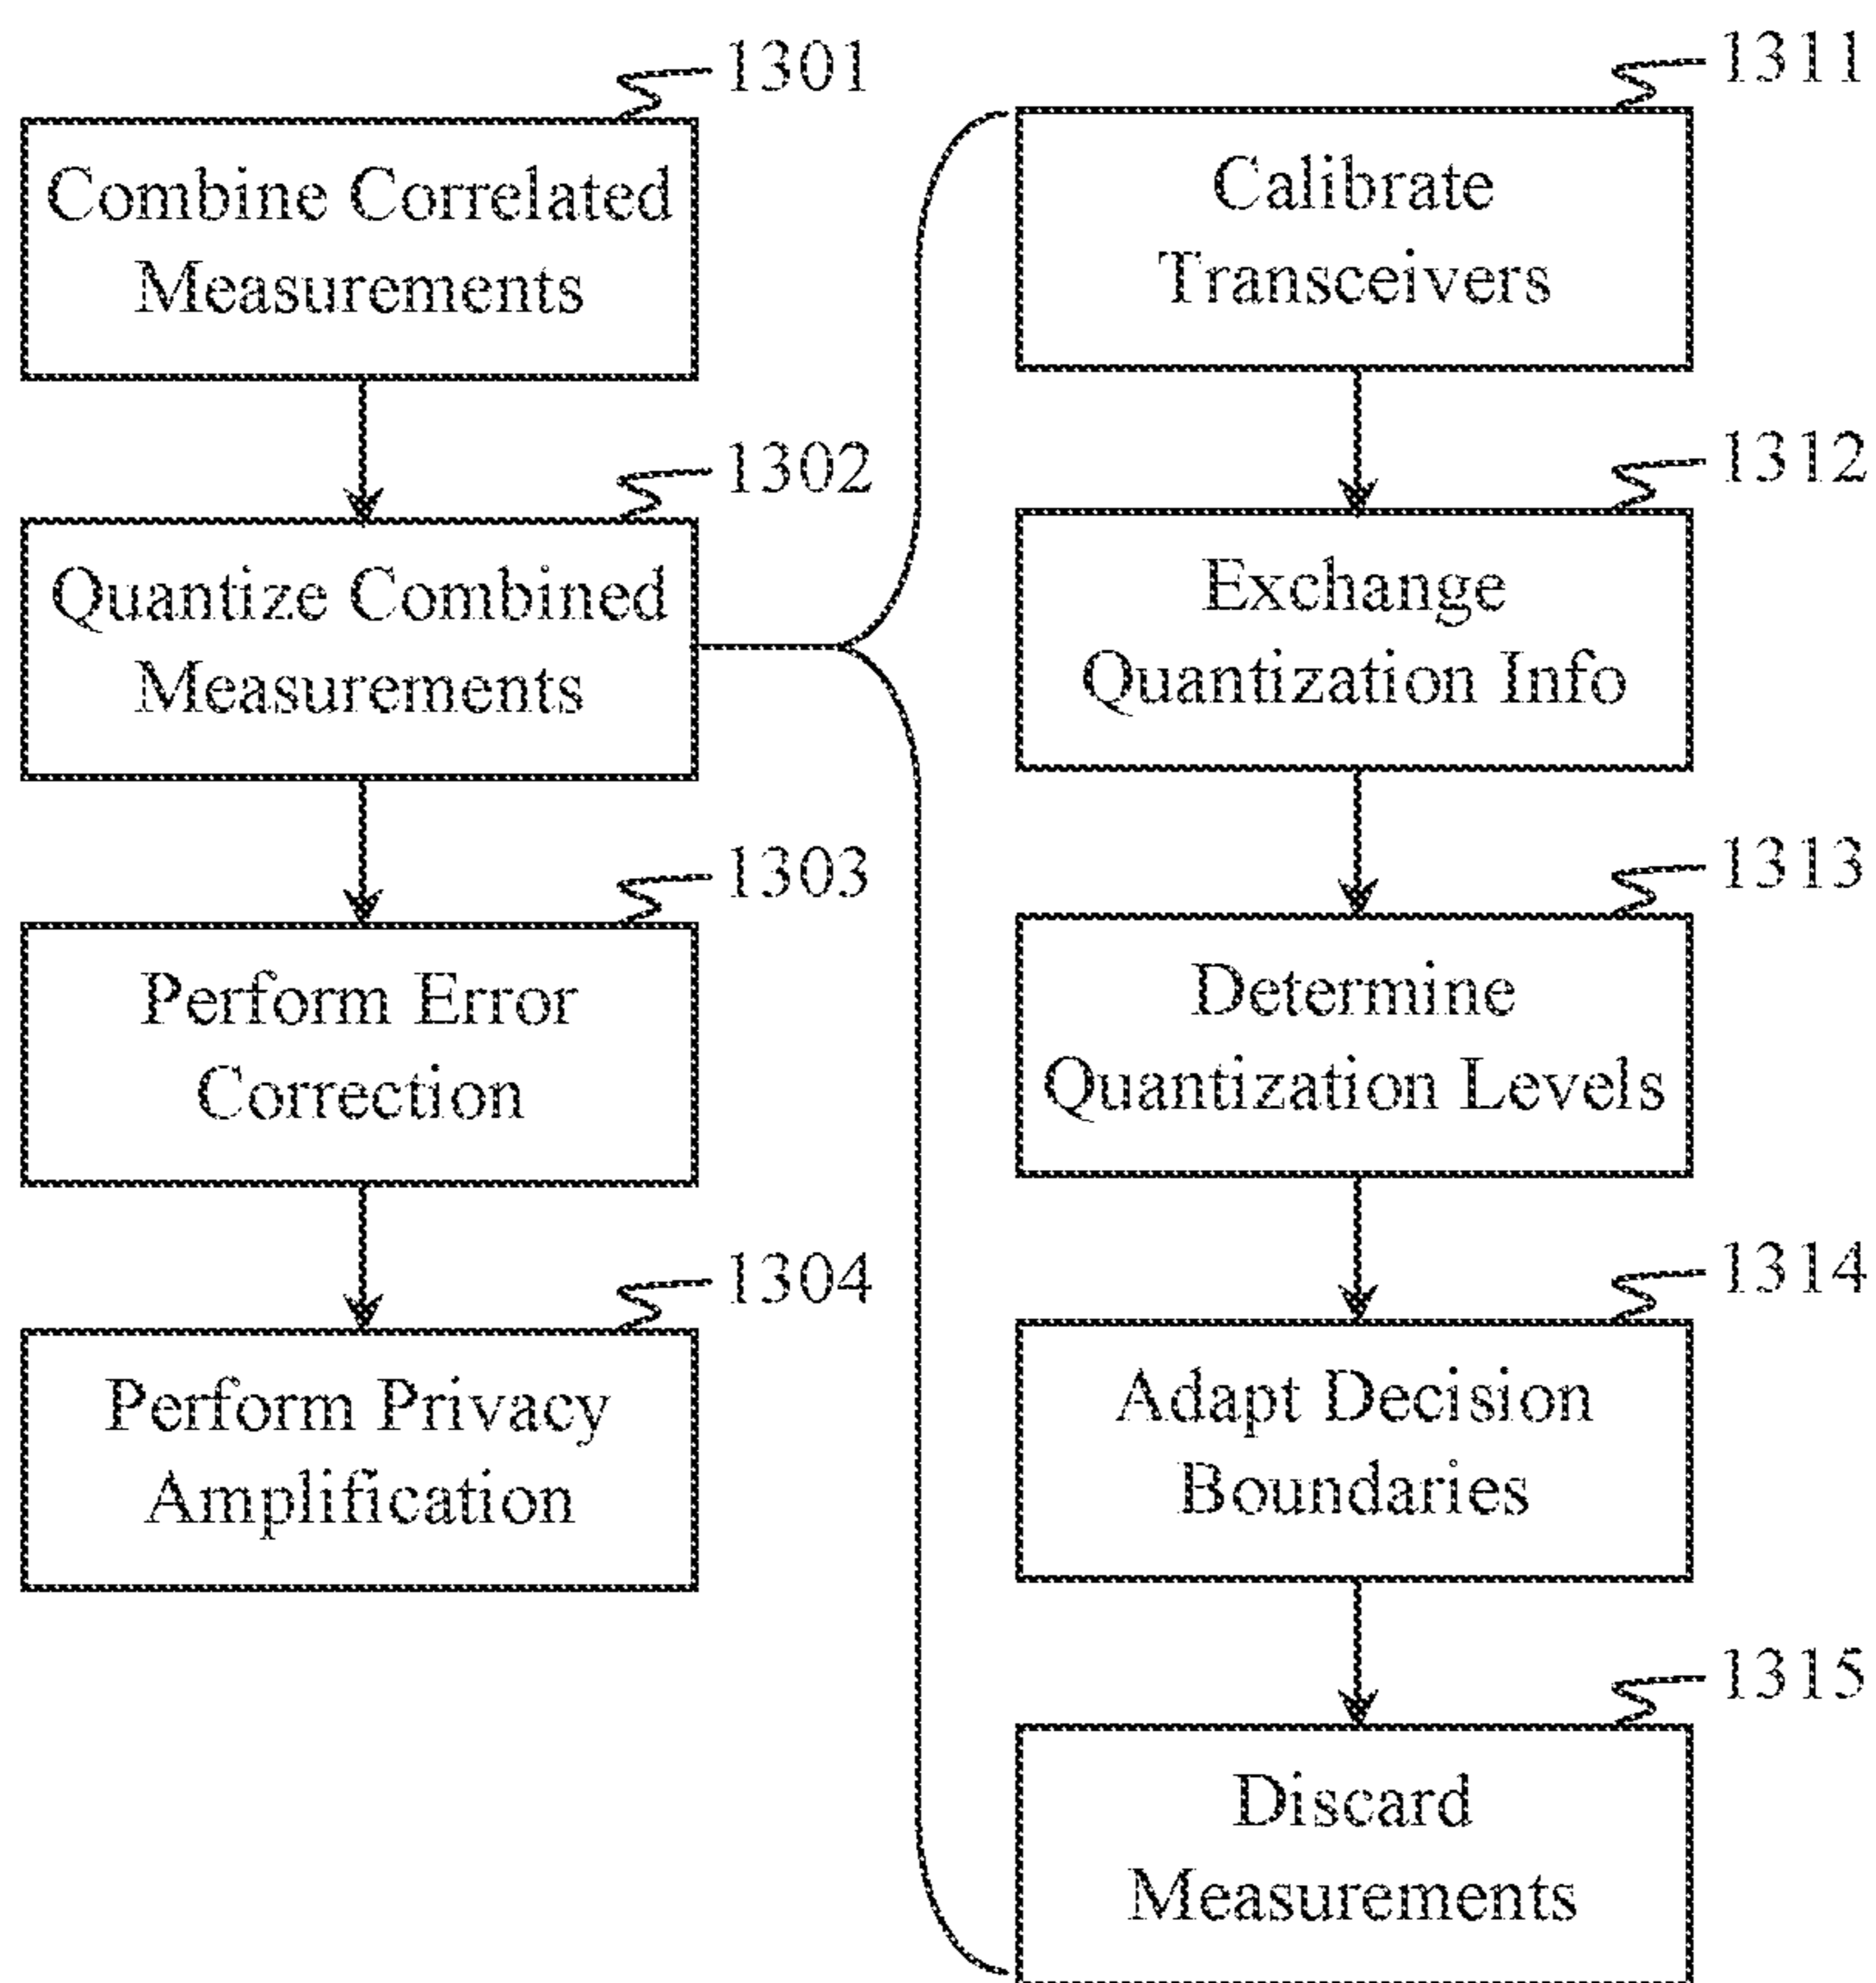 1301
Combine Correlated
Measurements
1302
Quantize Combined
Measurements
1303
Perform Error
Correction
1304
Perform Privacy
Amplification
1311
Calibrate
Transceivers
1312
Exchange
Quantization Info
1313
Determine
Quantization Levels
1314
Adapt Decision
Boundaries
1315
Discard
Measurements